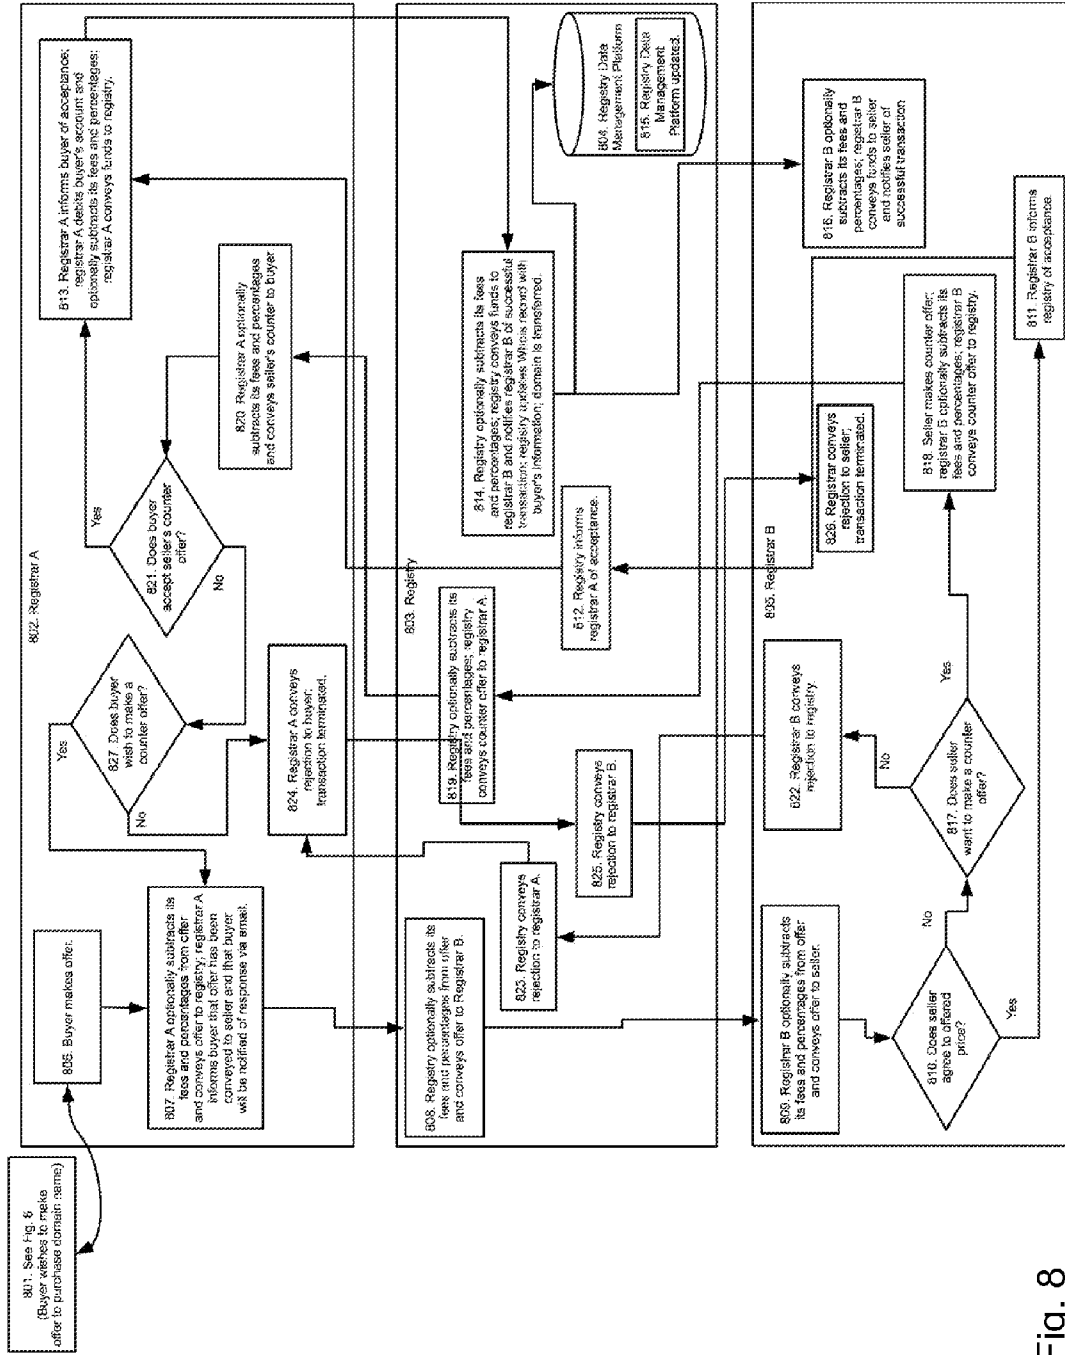 801. See Fig. 6
(Buyer wishes to make
offer to purchase domain name)
802. Registrar A
806. Buyer makes offer.
807. Registrar A optionally subtracts its
fees and percentages from offer
and conveys offer to registry; registrar A
informs buyer that offer has been
conveyed to seller and that buyer
will be notified of response via email.
827. Does buyer
wish to make a
counter offer?
Yes
No
824. Registrar A conveys
rejection to buyer;
transaction terminated.
821. Does buyer
accept seller's counter
offer?
Yes
No
820. Registrar A optionally
subtracts its fees and percentages
and conveys seller's counter to buyer
813. Registrar A informs buyer of acceptance;
registrar A debits buyer's account and
optionally subtracts its fees and percentages;
registrar A conveys funds to registry.
803. Registry
808. Registry optionally subtracts its
fees and percentages from offer
and conveys offer to Registrar B.
823. Registry conveys
rejection to registrar A.
825. Registry conveys
rejection to registrar B.
819. Registry optionally subtracts its
fees and percentages; registry
conveys counter offer to registrar A.
812. Registry informs
registrar A of acceptance.
814. Registry optionally subtracts its fees
and percentages; registry conveys funds to
registrar B and notifies registrar B of successful
transaction; registry updates Whois record with
buyer's information; domain is transferred.
804. Registry Data
Management Platform
815. Registry Data
Management
Platform updated.
805. Registrar B
809. Registrar B optionally subtracts
its fees and percentages from offer
and conveys offer to seller.
810. Does seller
agree to offered
price?
No
Yes
817. Does seller
want to make a counter
offer?
No
Yes
822. Registrar B conveys
rejection to registry.
826. Registrar conveys
rejection to seller;
transaction terminated.
818. Seller makes counter offer;
registrar B optionally subtracts its
fees and percentages; registrar B
conveys counter offer to registry.
811. Registrar B informs
registry of acceptance.
816. Registrar B optionally
subtracts its fees and
percentages; registrar B
conveys funds to seller
and notifies seller of
successful transaction
Fig. 8